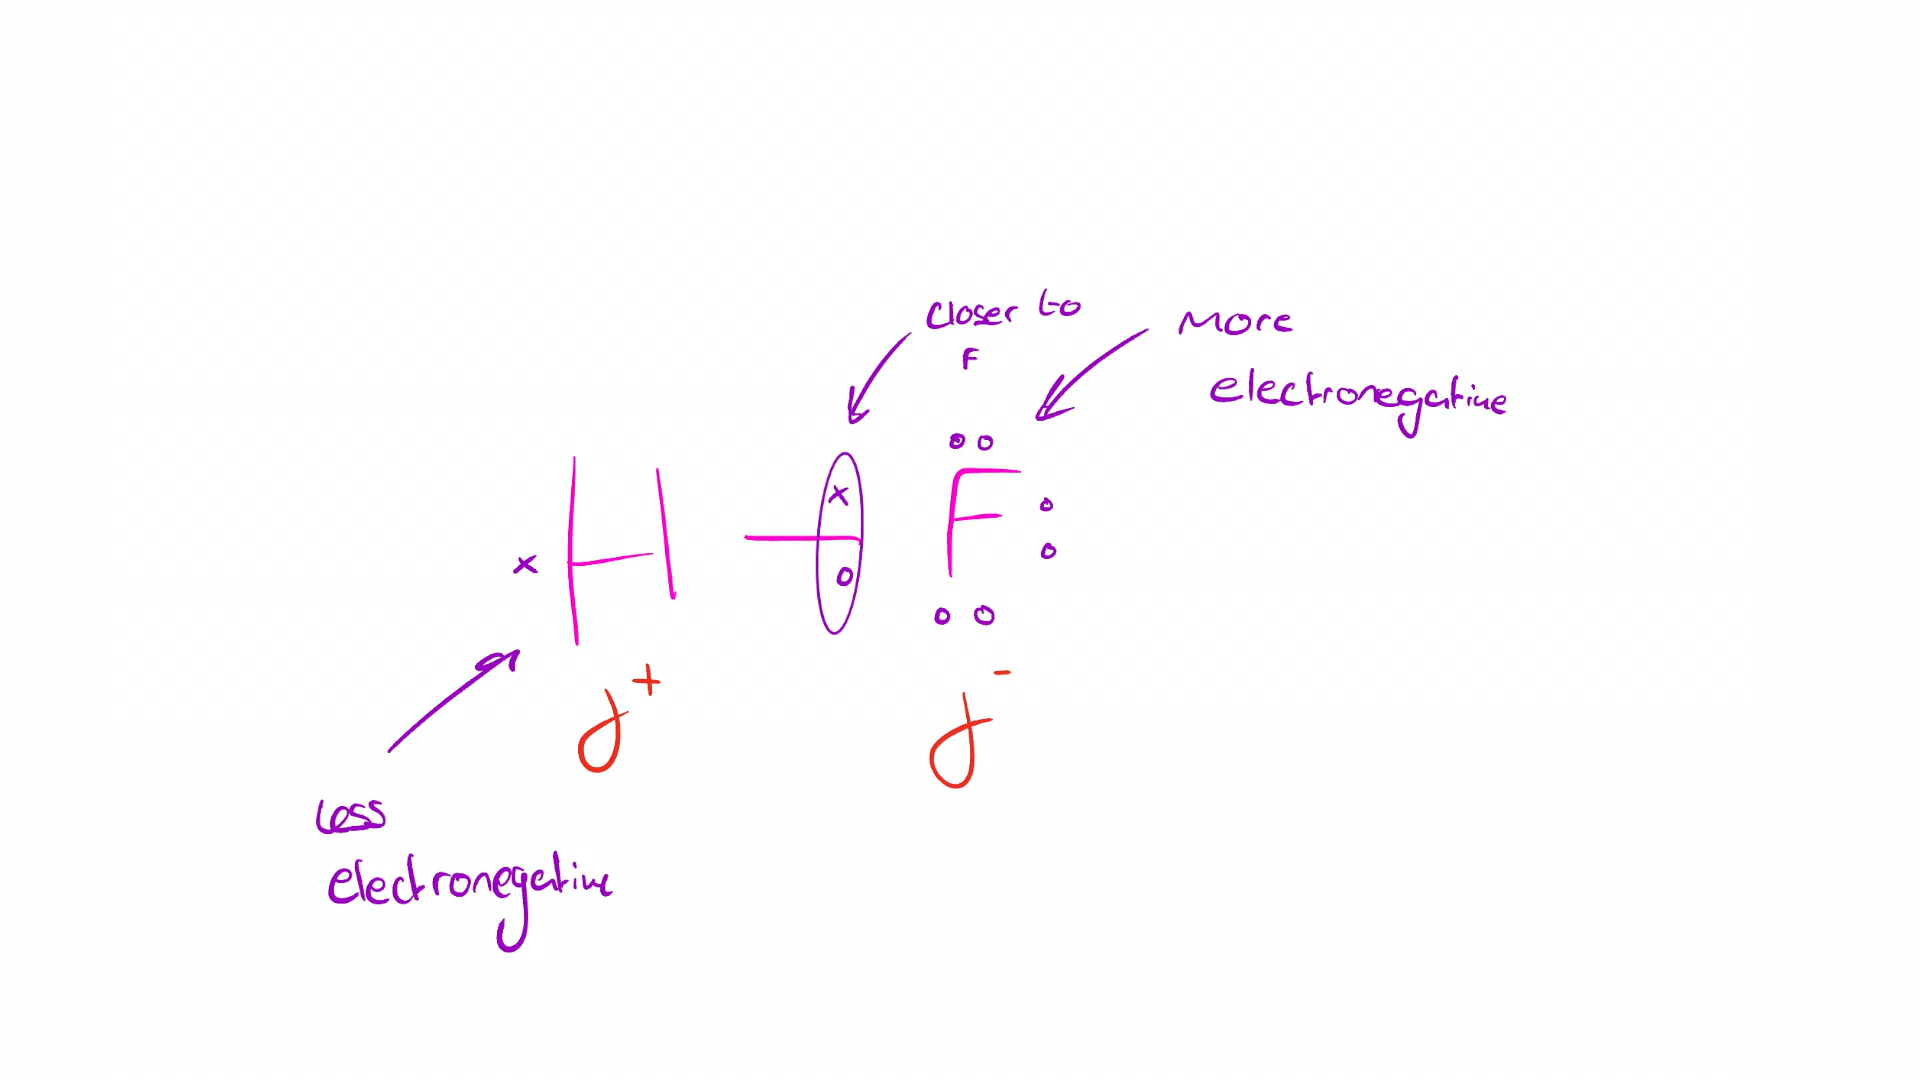 closer to
F
More
electronegative
x H — x o F
δ+ δ-
Less
electronegative